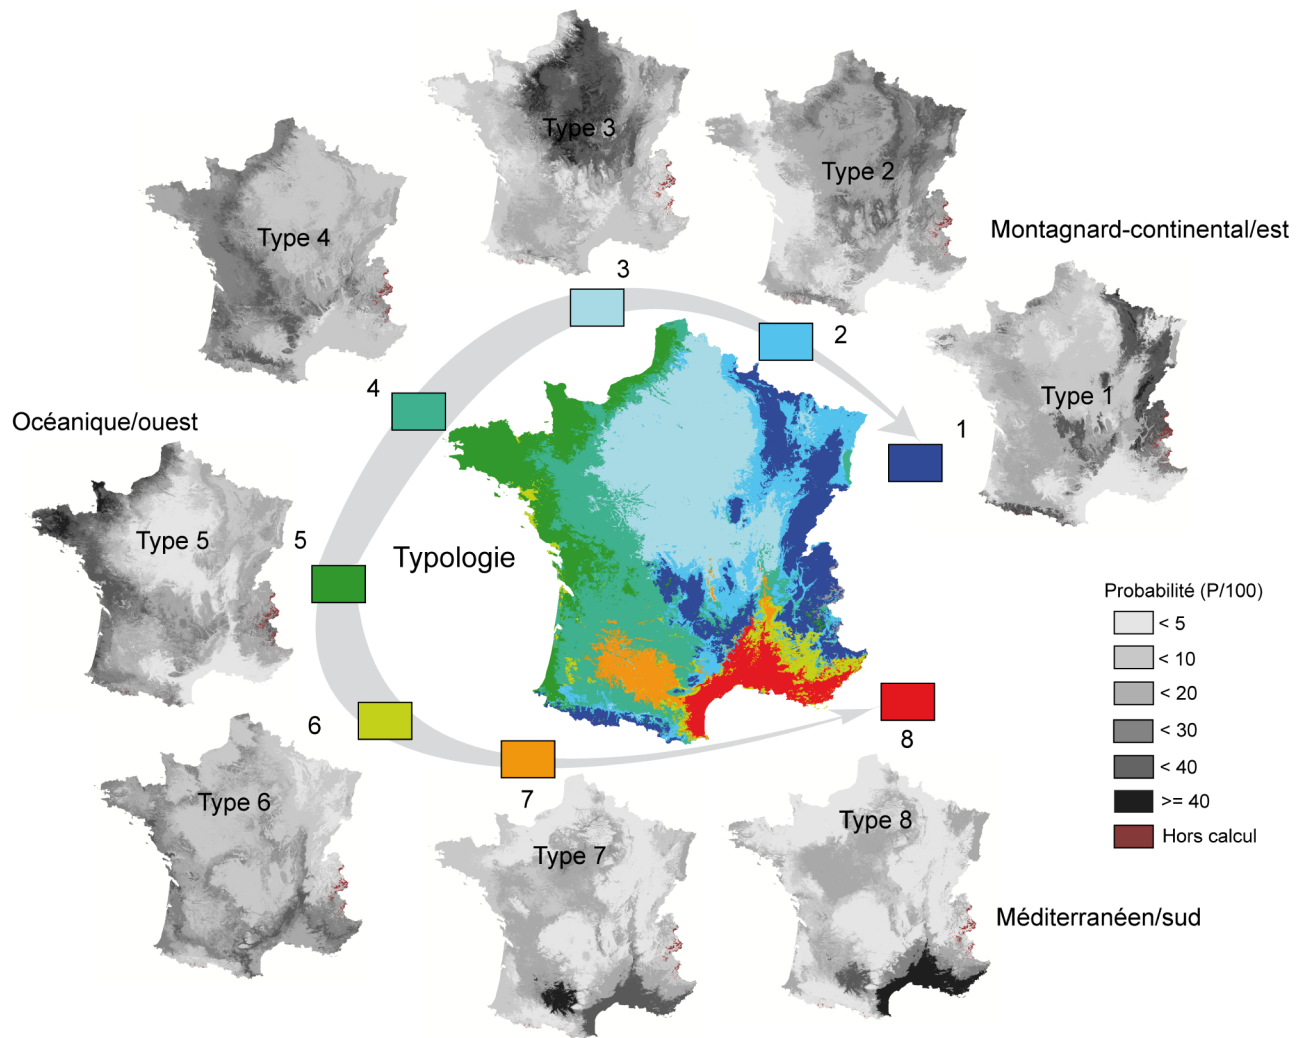 Type 3
Type 2
Type 4
Montagnard-continental/est
3
2
Type 1
4
Océanique/ouest
1
Type 5
5
Typologie
Probabilité (P/100)
< 5
< 10
< 20
< 30
< 40
>= 40
Hors calcul
6
8
Type 6
7
Type 7
Type 8
Méditerranéen/sud